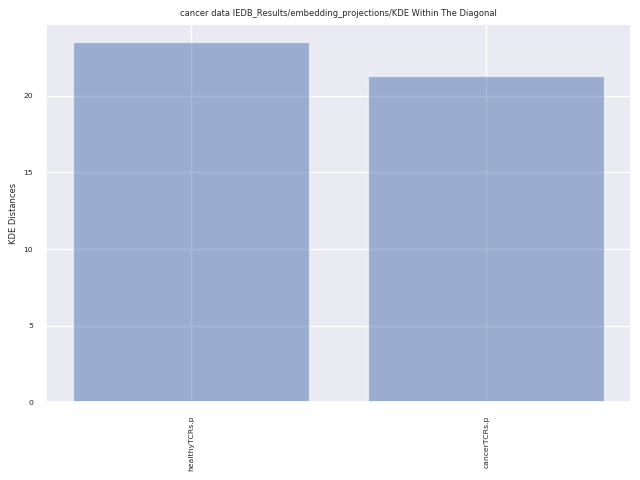 cancer data IEDB_Results/embedding_projections/KDE Within The Diagonal
KDE Distances
20
15
10
5
0
healthyTCRs.p
cancerTCRs.p